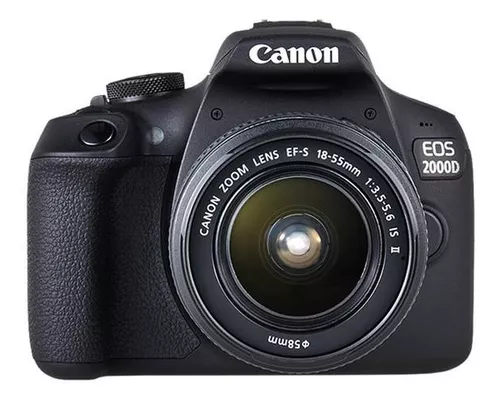 Canon
EOS
2000D
CANON ZOOM LENS EF-S 18-55mm 1:3.5-5.6 IS II
φ58mm